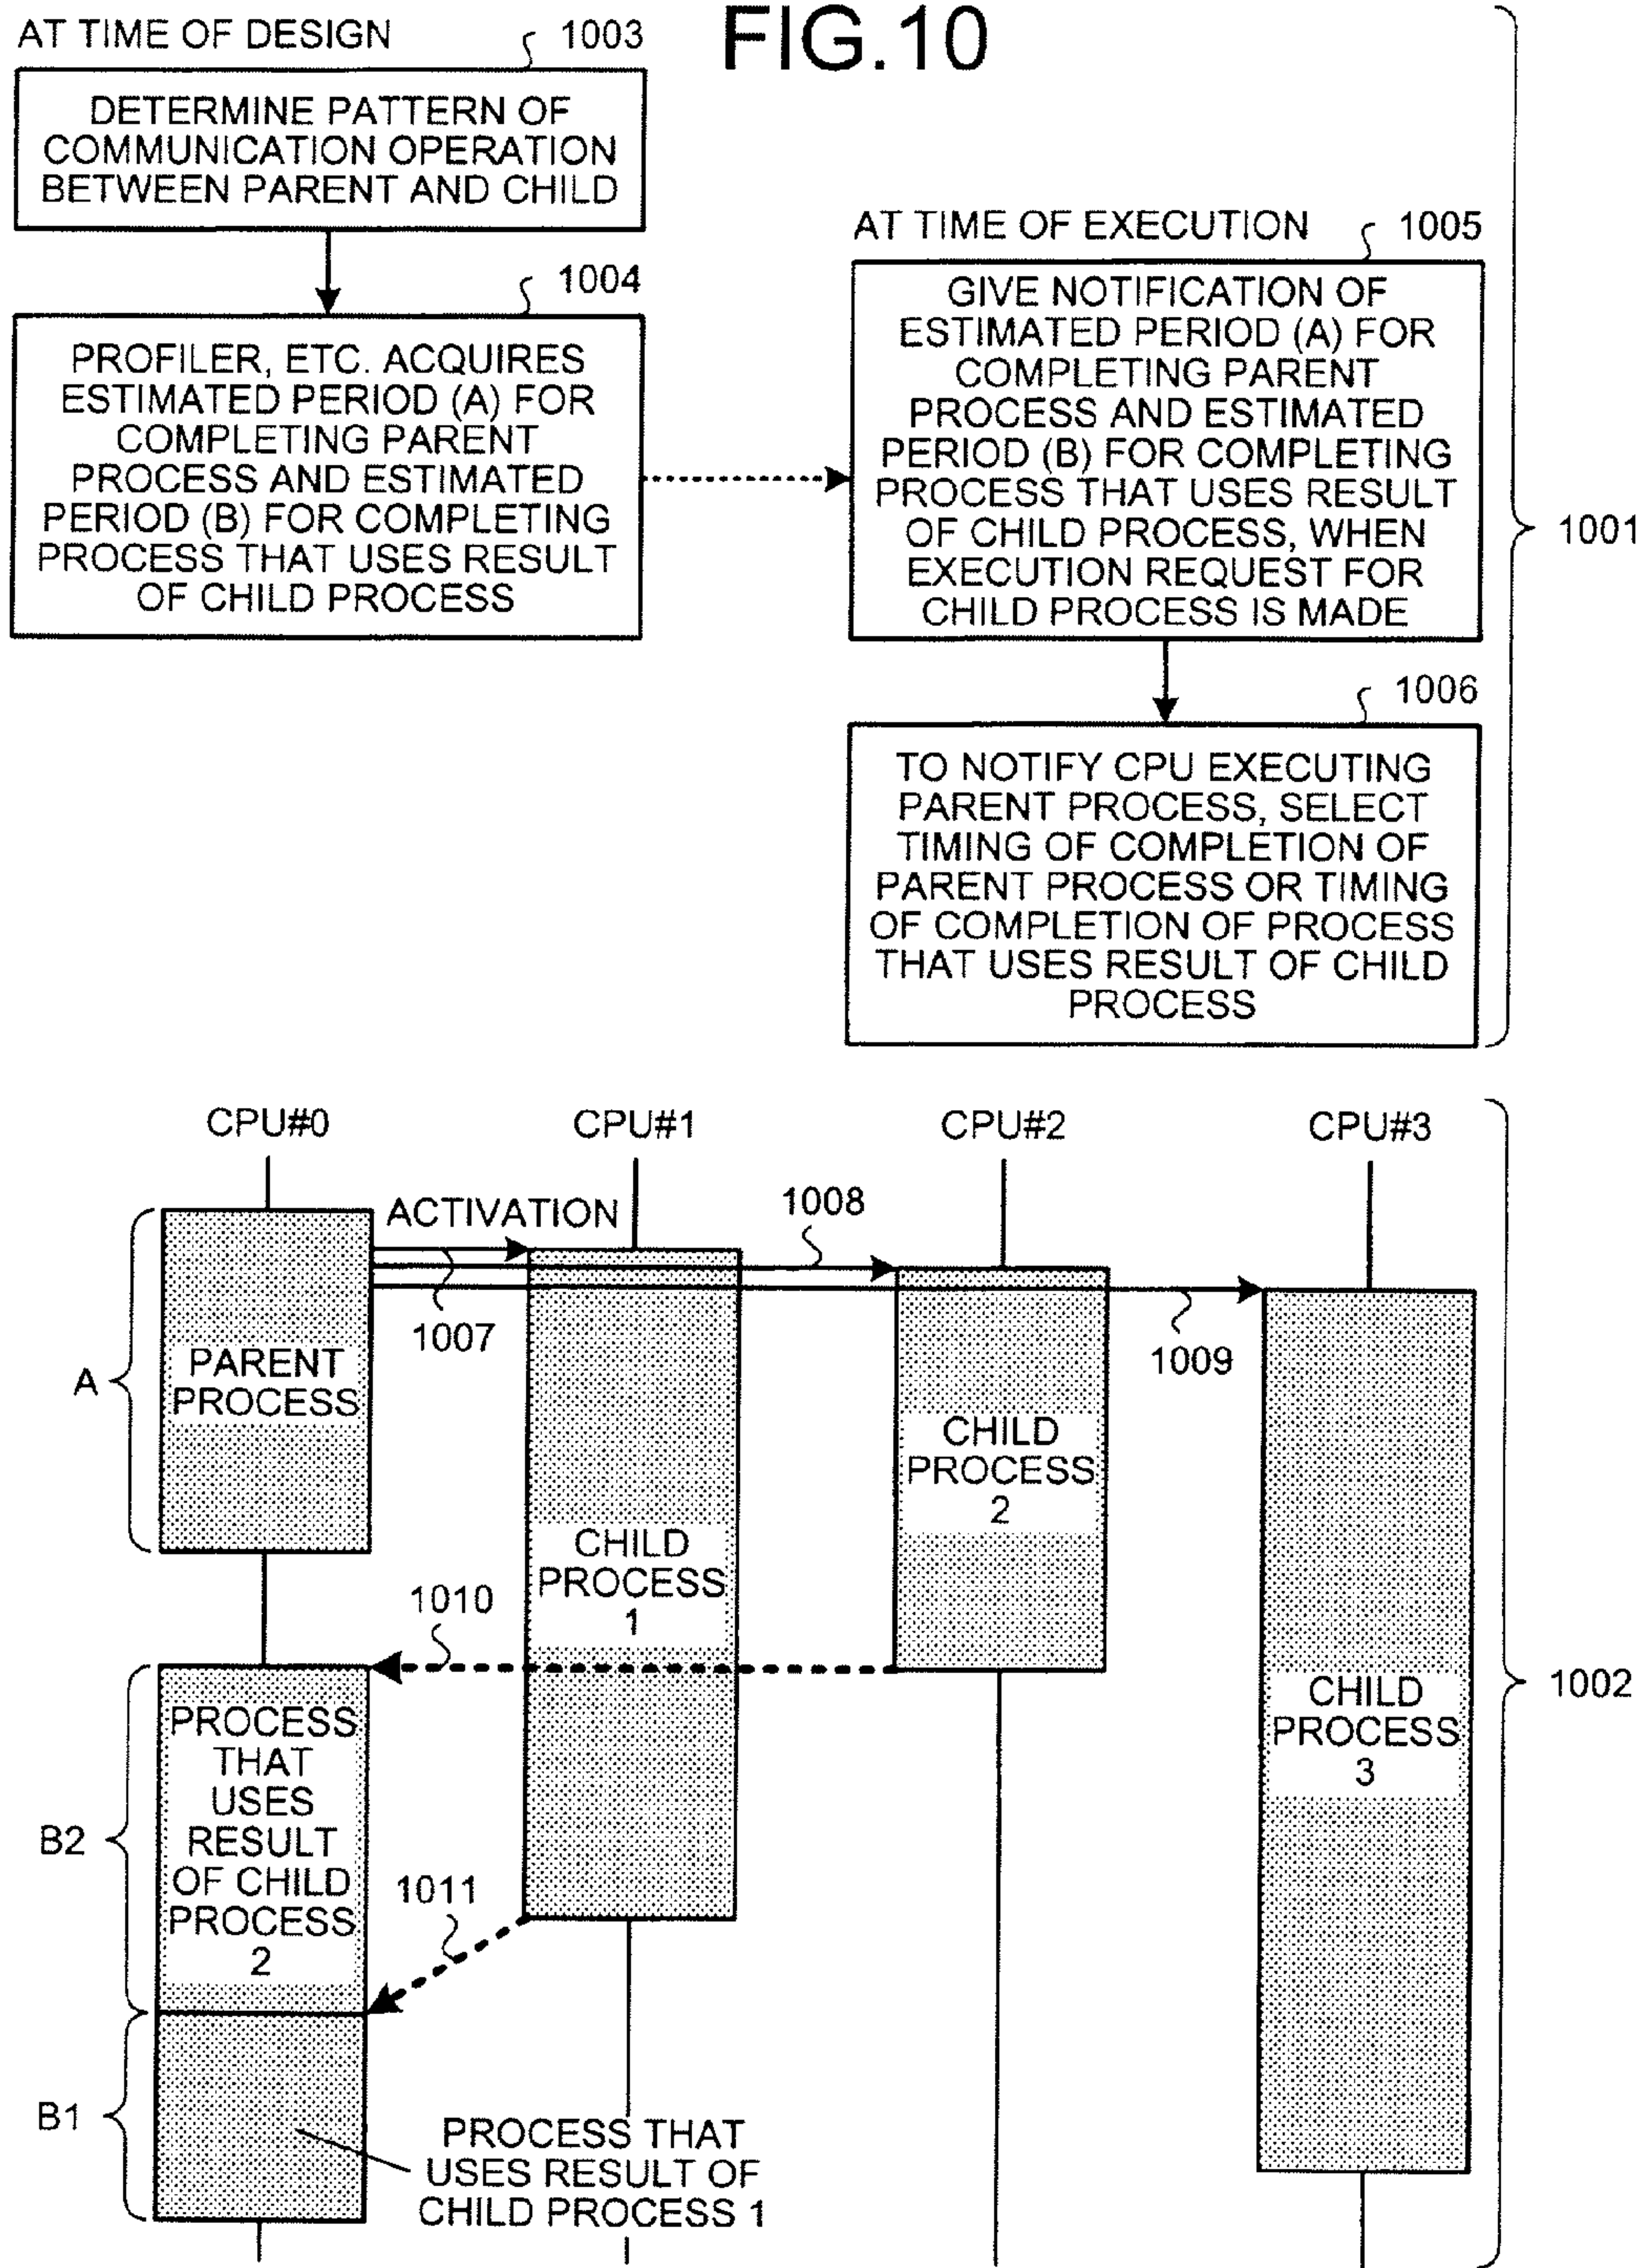 FIG.10
AT TIME OF DESIGN
1003
DETERMINE PATTERN OF
COMMUNICATION OPERATION
BETWEEN PARENT AND CHILD
1004
PROFILER, ETC. ACQUIRES
ESTIMATED PERIOD (A) FOR
COMPLETING PARENT
PROCESS AND ESTIMATED
PERIOD (B) FOR COMPLETING
PROCESS THAT USES RESULT
OF CHILD PROCESS
AT TIME OF EXECUTION
1005
GIVE NOTIFICATION OF
ESTIMATED PERIOD (A) FOR
COMPLETING PARENT
PROCESS AND ESTIMATED
PERIOD (B) FOR COMPLETING
PROCESS THAT USES RESULT
OF CHILD PROCESS, WHEN
EXECUTION REQUEST FOR
CHILD PROCESS IS MADE
1001
1006
TO NOTIFY CPU EXECUTING
PARENT PROCESS, SELECT
TIMING OF COMPLETION OF
PARENT PROCESS OR TIMING
OF COMPLETION OF PROCESS
THAT USES RESULT OF CHILD
PROCESS
CPU#0
CPU#1
CPU#2
CPU#3
ACTIVATION
1008
1007
1009
A
PARENT
PROCESS
CHILD
PROCESS
2
CHILD
PROCESS
1
1010
CHILD
PROCESS
3
1002
B2
PROCESS
THAT
USES
RESULT
OF CHILD
PROCESS
2
1011
B1
PROCESS THAT
USES RESULT OF
CHILD PROCESS 1